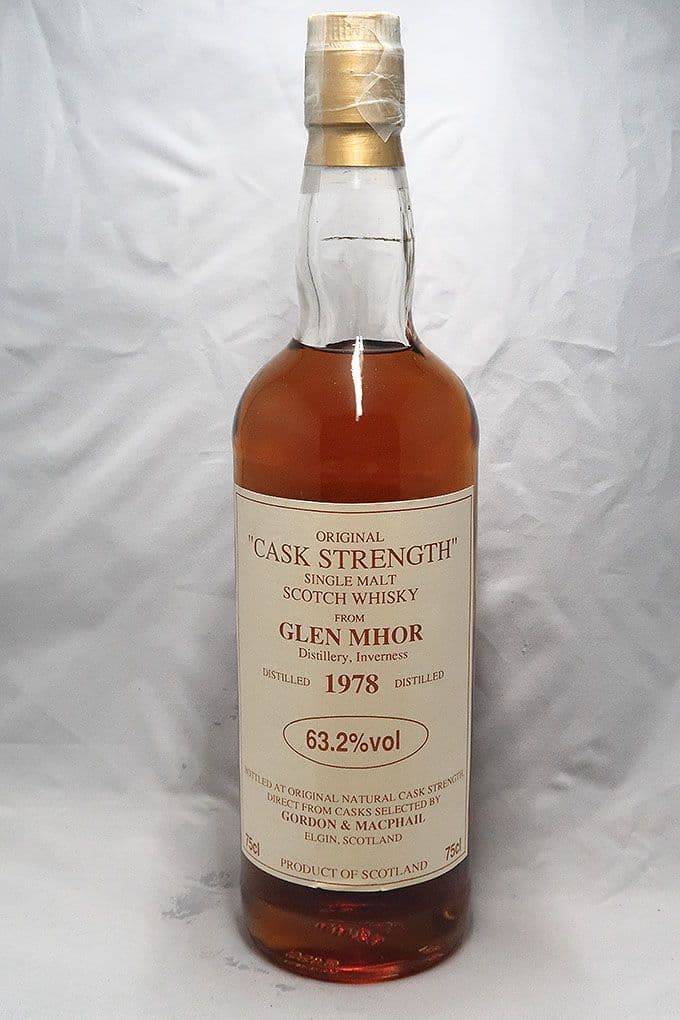 ORIGINAL
"CASK STRENGTH"
SINGLE MALT
SCOTCH WHISKY
FROM
GLEN MHOR
Distillery, Inverness
DISTILLED 1978 DISTILLED
63.2%vol
BOTTLED AT ORIGINAL NATURAL CASK STRENGTH,
DIRECT FROM CASKS SELECTED BY
GORDON & MACPHAIL
ELGIN, SCOTLAND
75cl 75cl
PRODUCT OF SCOTLAND